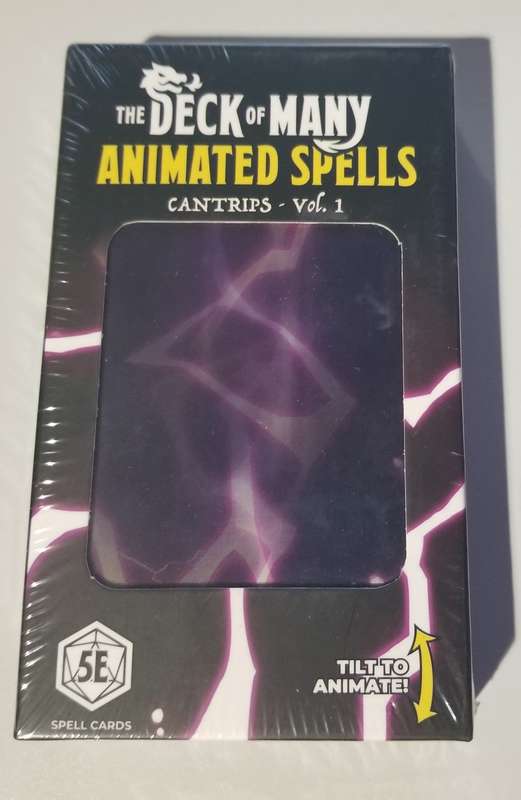 THE DECK OF MANY
ANIMATED SPELLS
CANTRIPS - Vol. 1
5E
SPELL CARDS
TILT TO
ANIMATE!